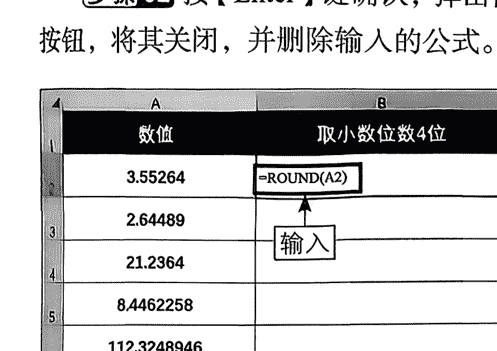 按【Enter】键确认，弹出
按钮，将其关闭，并删除输入的公式。
A B
1 数值 取小数位数4位
2 3.55264 =ROUND(A2)
3 2.64489
输入
4 21.2364
5 8.4462258
112.3248946